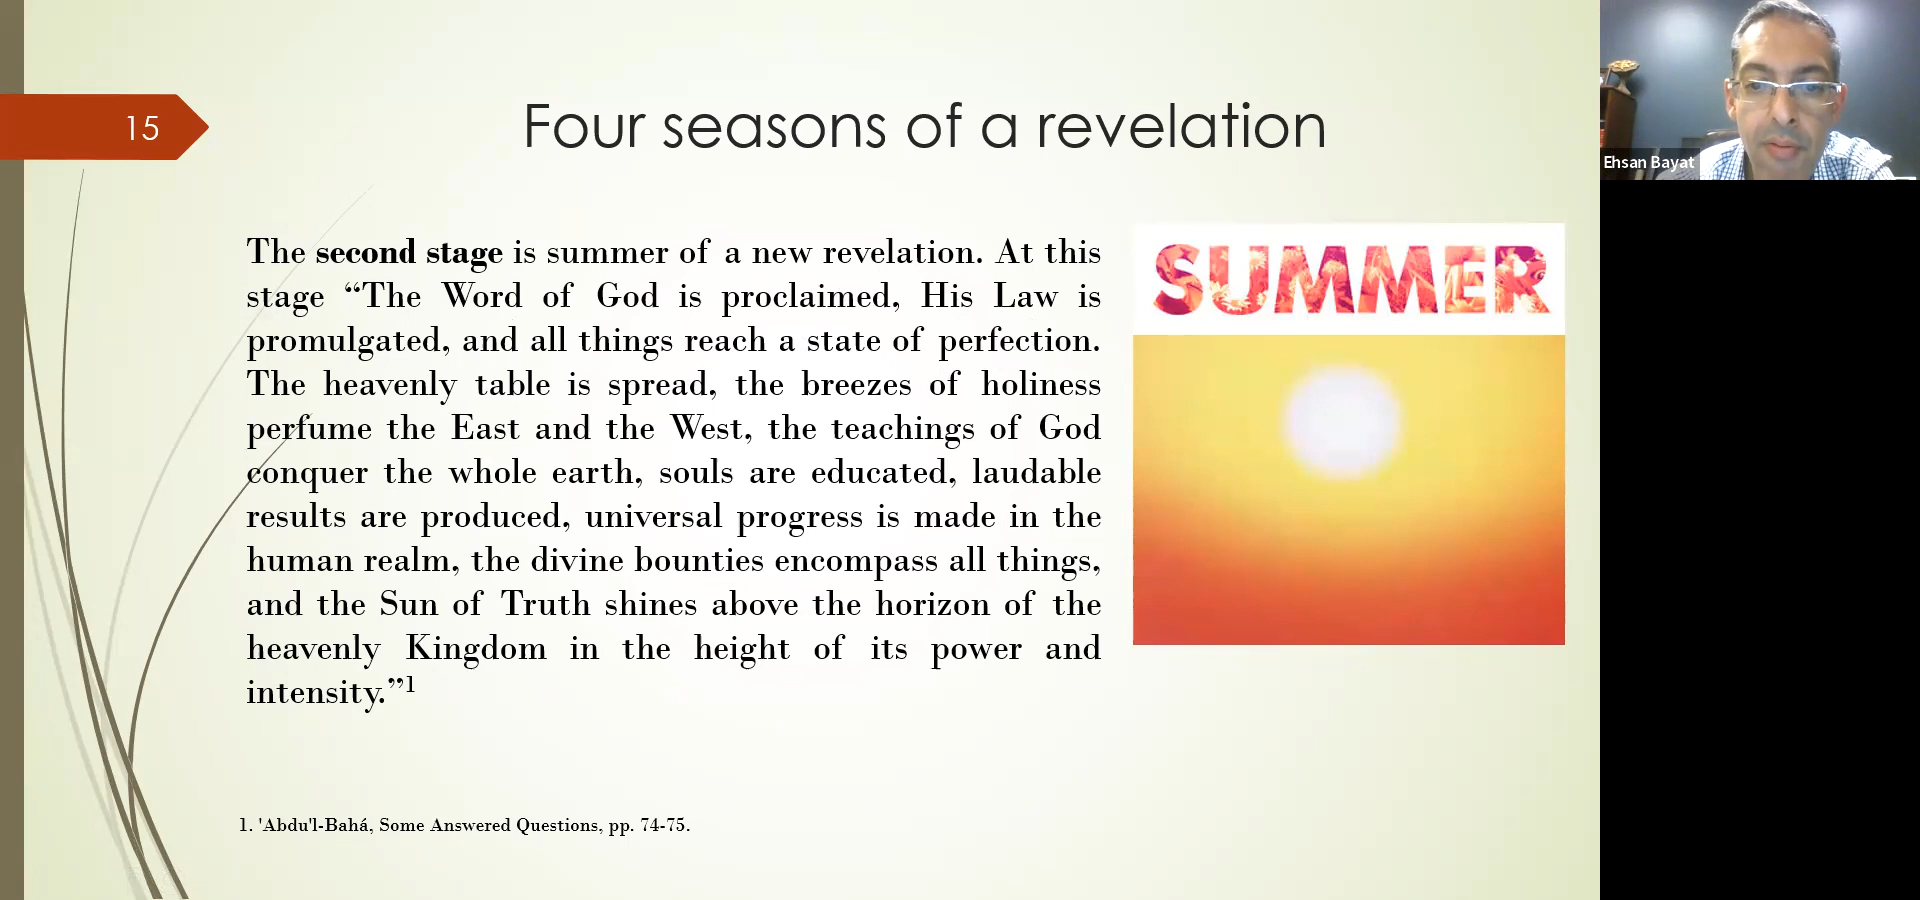 15
Four seasons of a revelation
The second stage is summer of a new revelation. At this
stage “The Word of God is proclaimed, His Law is
promulgated, and all things reach a state of perfection.
The heavenly table is spread, the breezes of holiness
perfume the East and the West, the teachings of God
conquer the whole earth, souls are educated, laudable
results are produced, universal progress is made in the
human realm, the divine bounties encompass all things,
and the Sun of Truth shines above the horizon of the
heavenly Kingdom in the height of its power and
intensity.”1
SUMMER
1. 'Abdu'l-Bahá, Some Answered Questions, pp. 74-75.
Ehsan Bayat